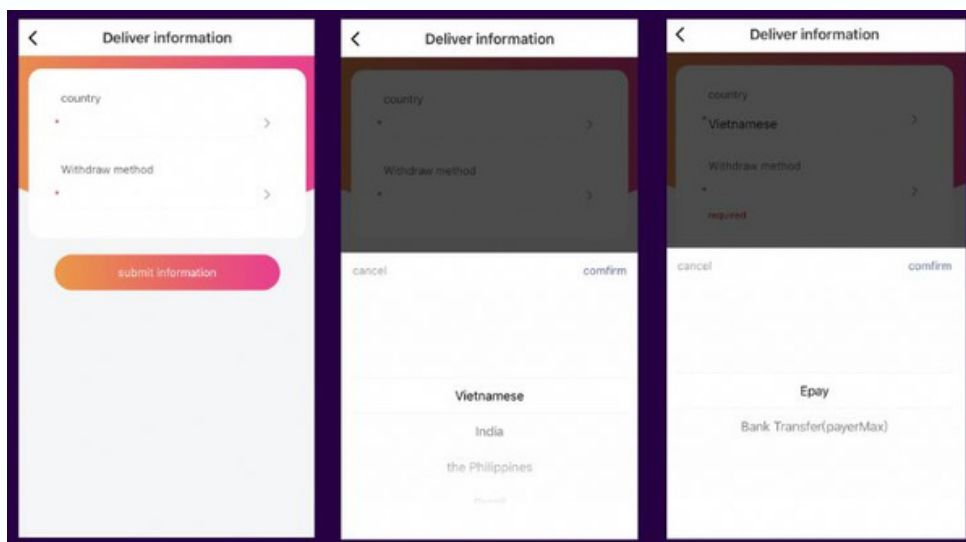 Deliver information
country
*
Withdraw method
*
submit information
Deliver information
country
*
Withdraw method
*
cancel comfirm
Vietnamese
India
the Philippines
Deliver information
country
*Vietnamese
Withdraw method
*
required
cancel comfirm
Epay
Bank Transfer(payerMax)